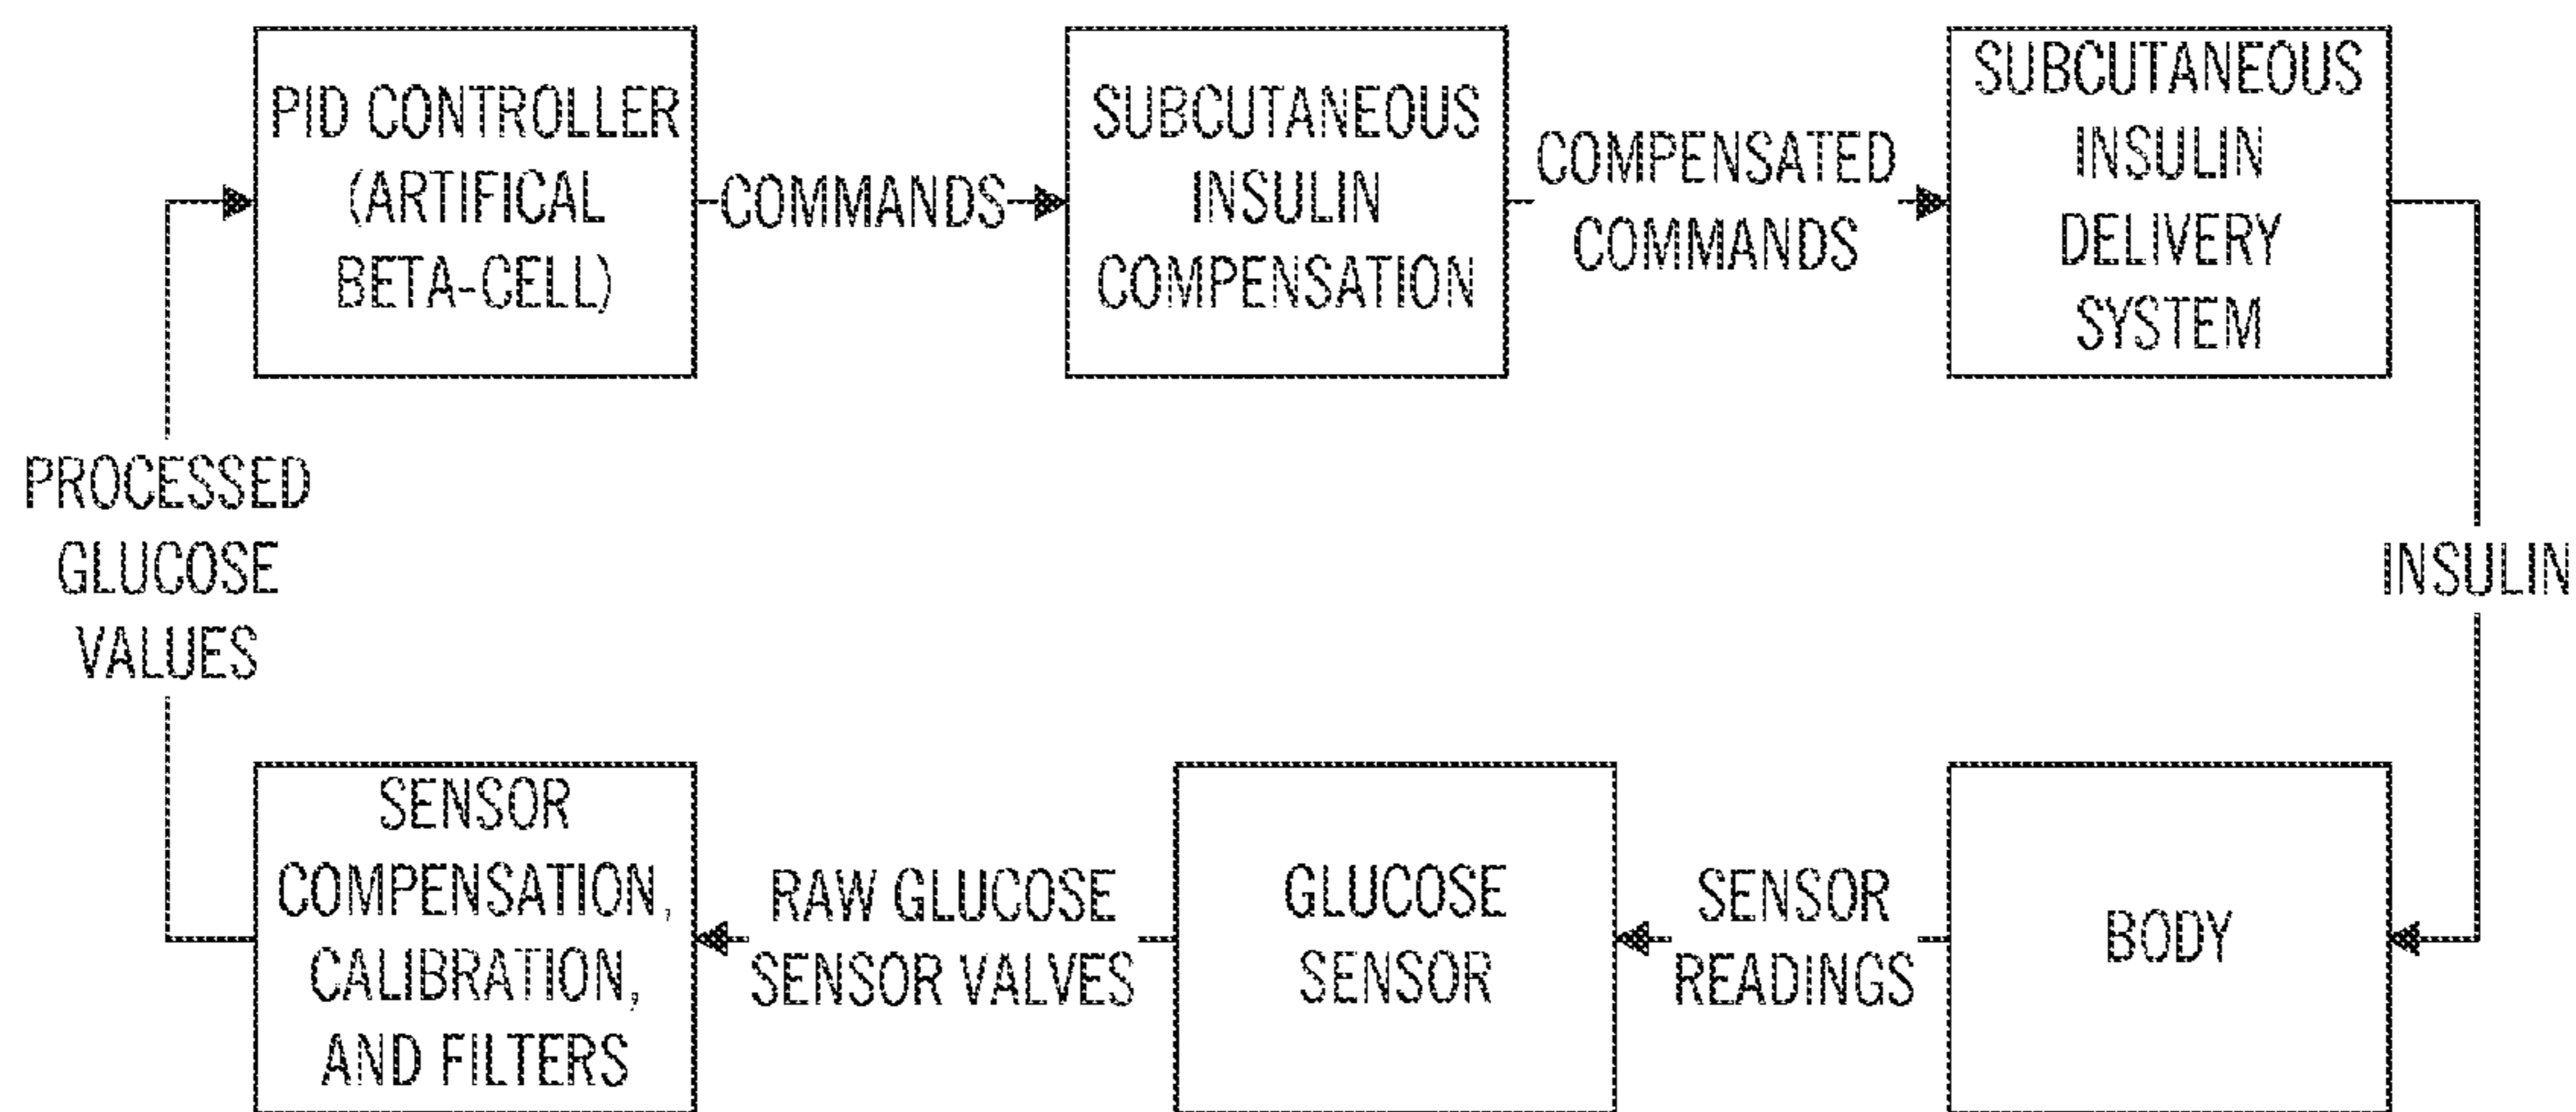 PID CONTROLLER
(ARTIFICAL
BETA-CELL)
COMMANDS
SUBCUTANEOUS
INSULIN
COMPENSATION
COMPENSATED
COMMANDS
SUBCUTANEOUS
INSULIN
DELIVERY
SYSTEM
PROCESSED
GLUCOSE
VALUES
INSULIN
SENSOR
COMPENSATION,
CALIBRATION,
AND FILTERS
RAW GLUCOSE
SENSOR VALVES
GLUCOSE
SENSOR
SENSOR
READINGS
BODY